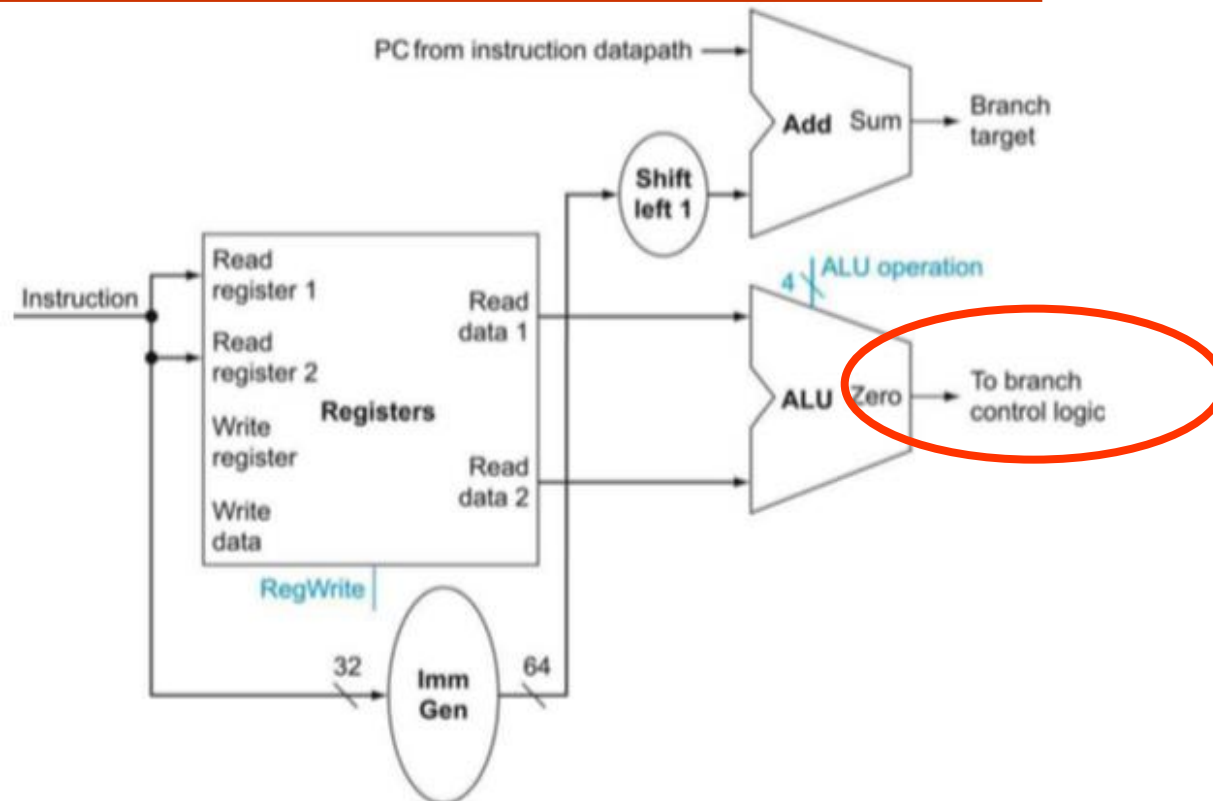 PC from instruction datapath
Add Sum
Branch
target
Shift
left 1
4
ALU operation
Instruction
Read
register 1
Read
data 1
Read
register 2
Registers
ALU Zero
To branch
control logic
Write
register
Read
data 2
Write
data
RegWrite
32
64
Imm
Gen